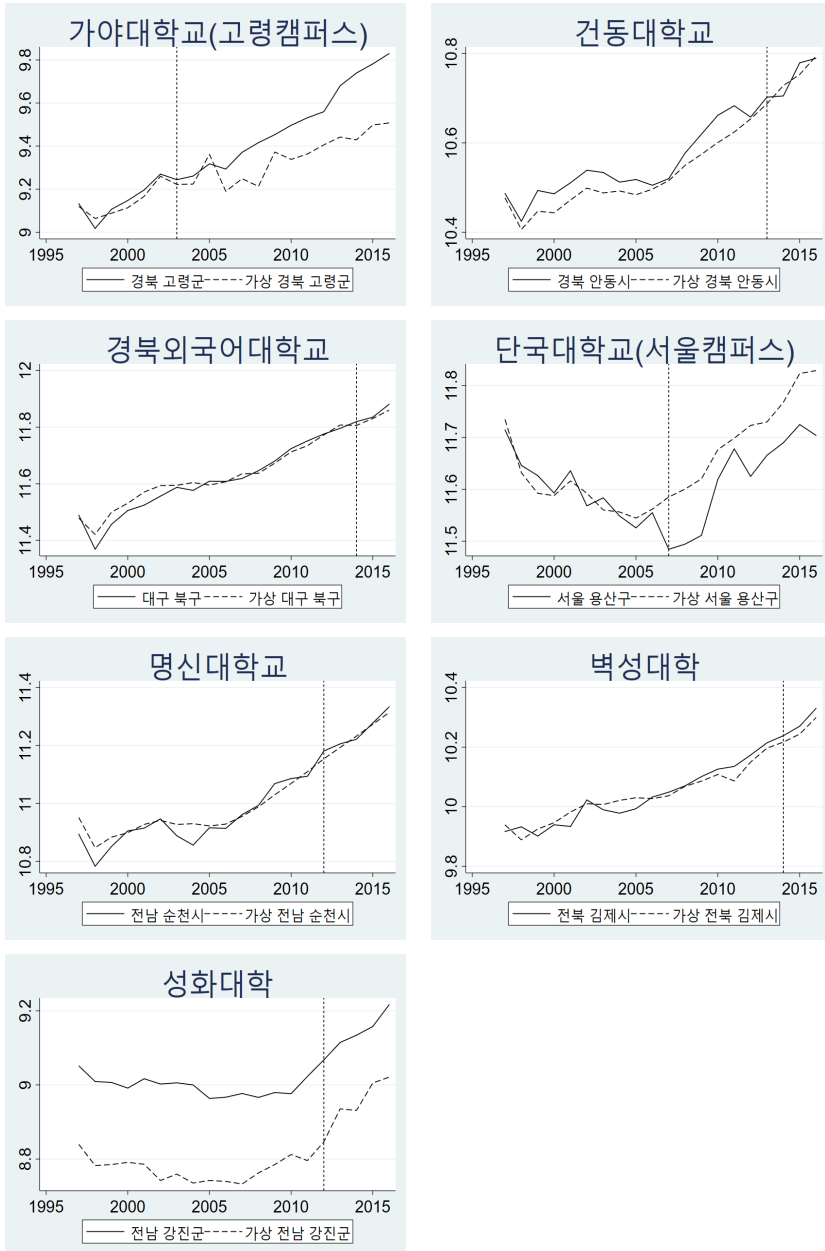 가야대학교(고령캠퍼스)
9.8
9.6
9.4
9.2
9
1995 2000 2005 2010 2015
경북 고령군 가상 경북 고령군
건동대학교
10.8
10.6
10.4
1995 2000 2005 2010 2015
경북 안동시 가상 경북 안동시
경북외국어대학교
12
11.8
11.6
11.4
1995 2000 2005 2010 2015
대구 북구 가상 대구 북구
단국대학교(서울캠퍼스)
11.8
11.7
11.6
11.5
1995 2000 2005 2010 2015
서울 용산구 가상 서울 용산구
명신대학교
11.4
11.2
11
10.8
1995 2000 2005 2010 2015
전남 순천시 가상 전남 순천시
벽성대학
10.4
10.2
10
9.8
1995 2000 2005 2010 2015
전북 김제시 가상 전북 김제시
성화대학
9.2
9
8.8
1995 2000 2005 2010 2015
전남 강진군 가상 전남 강진군